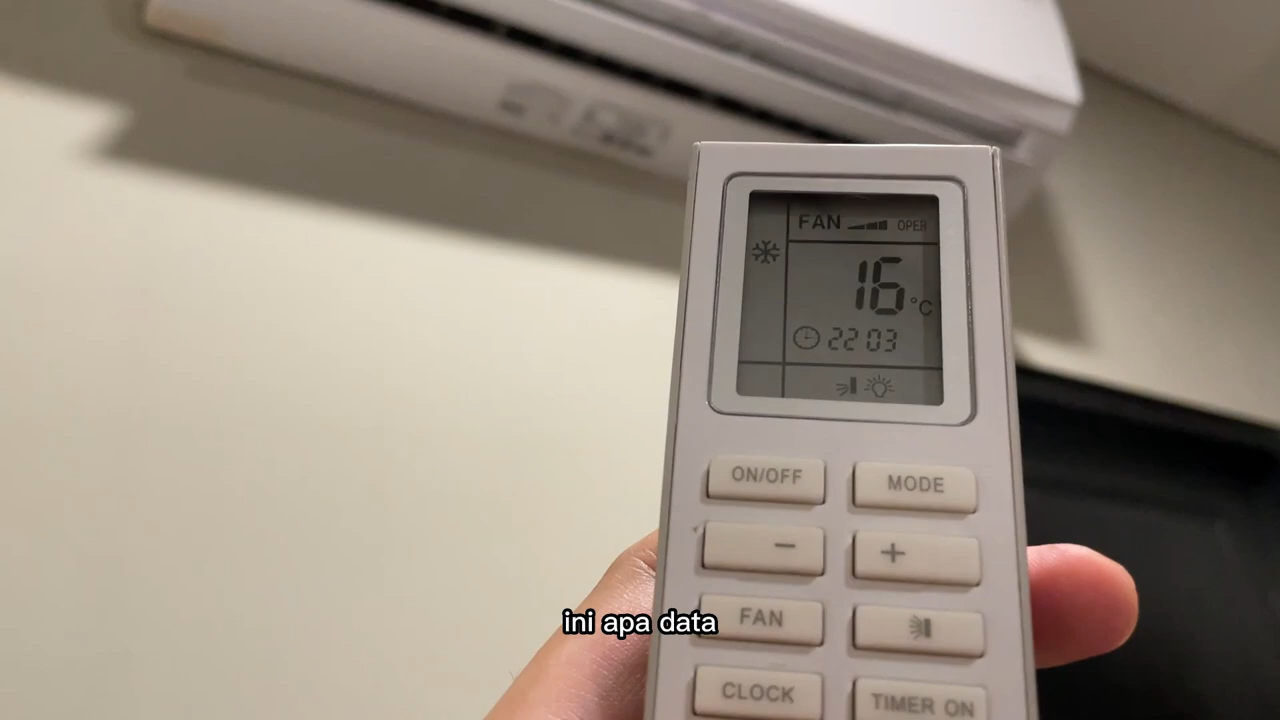 FAN OPER
16 °C
22 03
ON/OFF MODE
- +
FAN
CLOCK TIMER ON
ini apa data